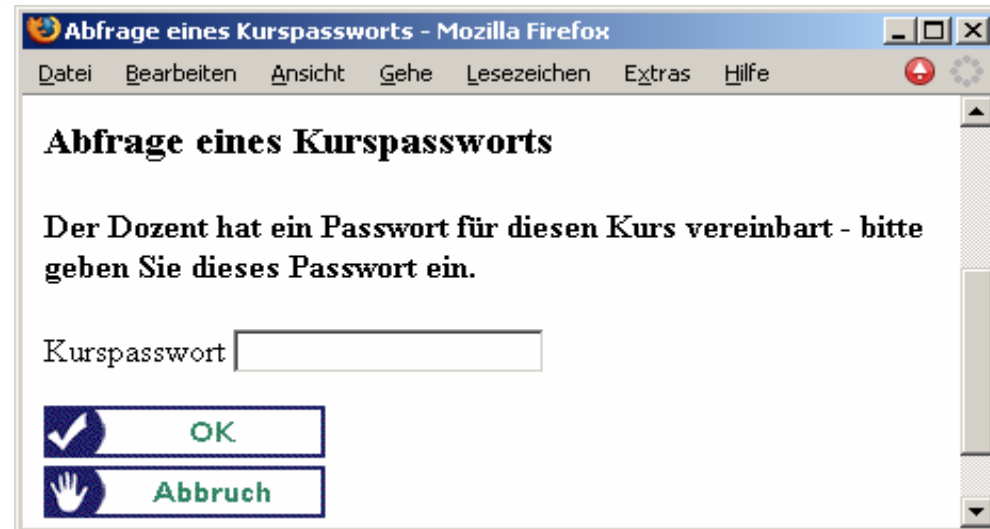 Abfrage eines Kurspassworts - Mozilla Firefox
Datei Bearbeiten Ansicht Gehe Lesezeichen Extras Hilfe
Abfrage eines Kurspassworts
Der Dozent hat ein Passwort für diesen Kurs vereinbart - bitte
geben Sie dieses Passwort ein.
Kurspasswort
OK
Abbruch